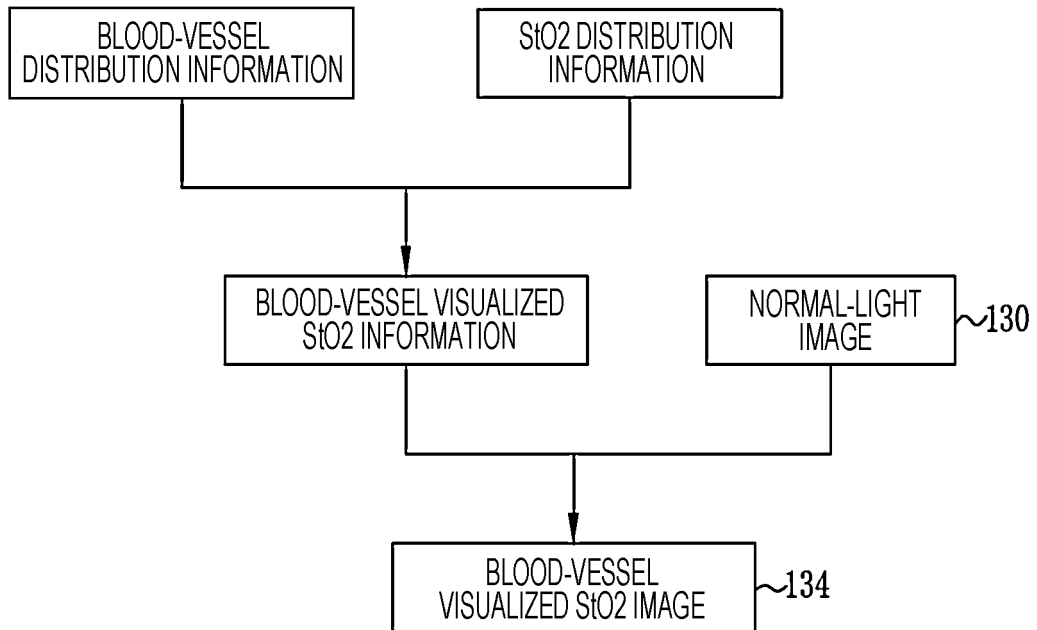 BLOOD-VESSEL
DISTRIBUTION INFORMATION
StO2 DISTRIBUTION
INFORMATION
BLOOD-VESSEL VISUALIZED
StO2 INFORMATION
NORMAL-LIGHT
IMAGE
130
BLOOD-VESSEL
VISUALIZED StO2 IMAGE
134